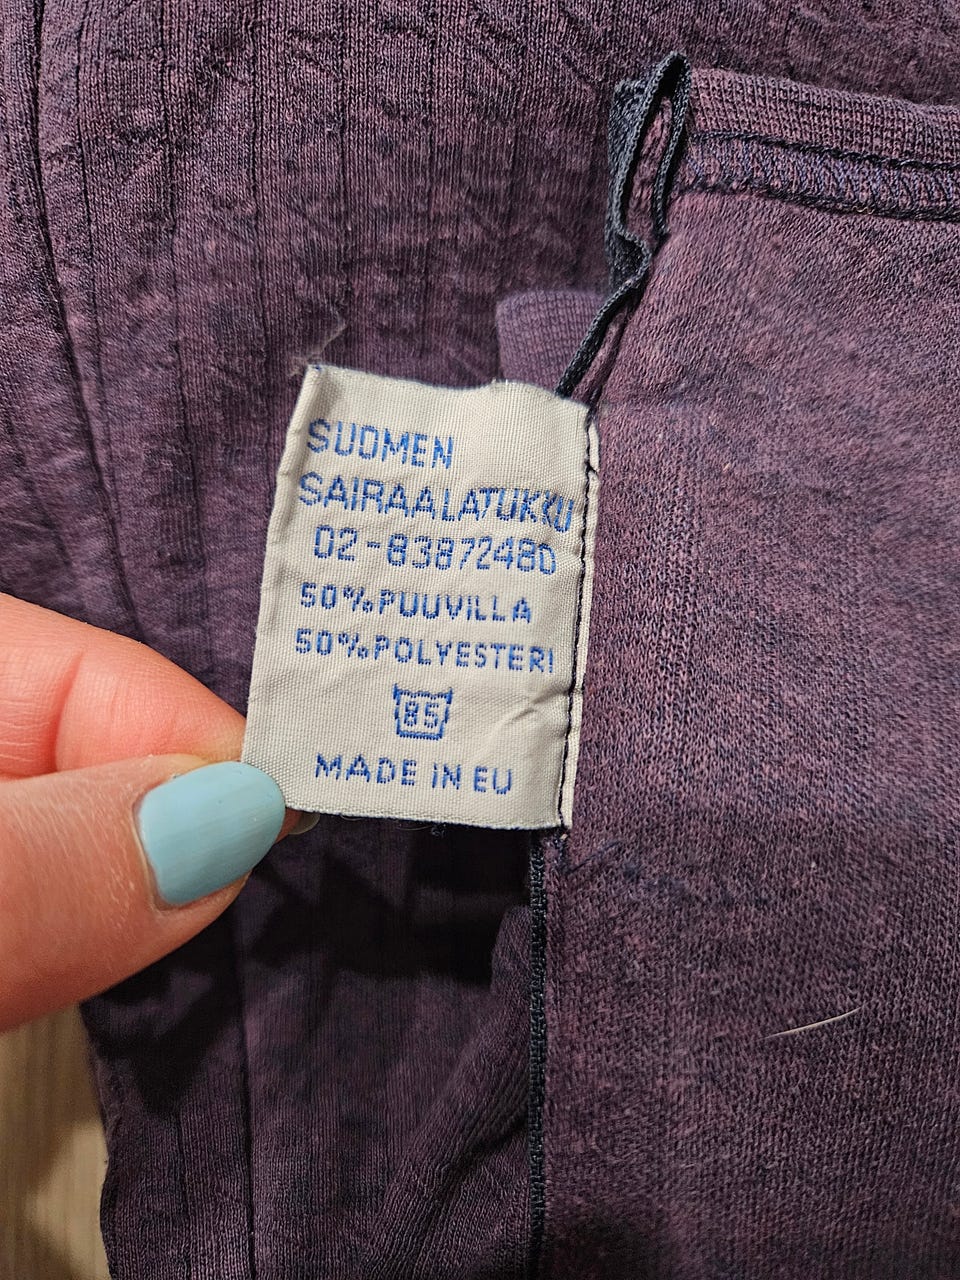 SUOMEN
SAIRAALATUKKU
02-83872480
50%PUUVILLA
50%POLYESTERI
85
MADE IN EU